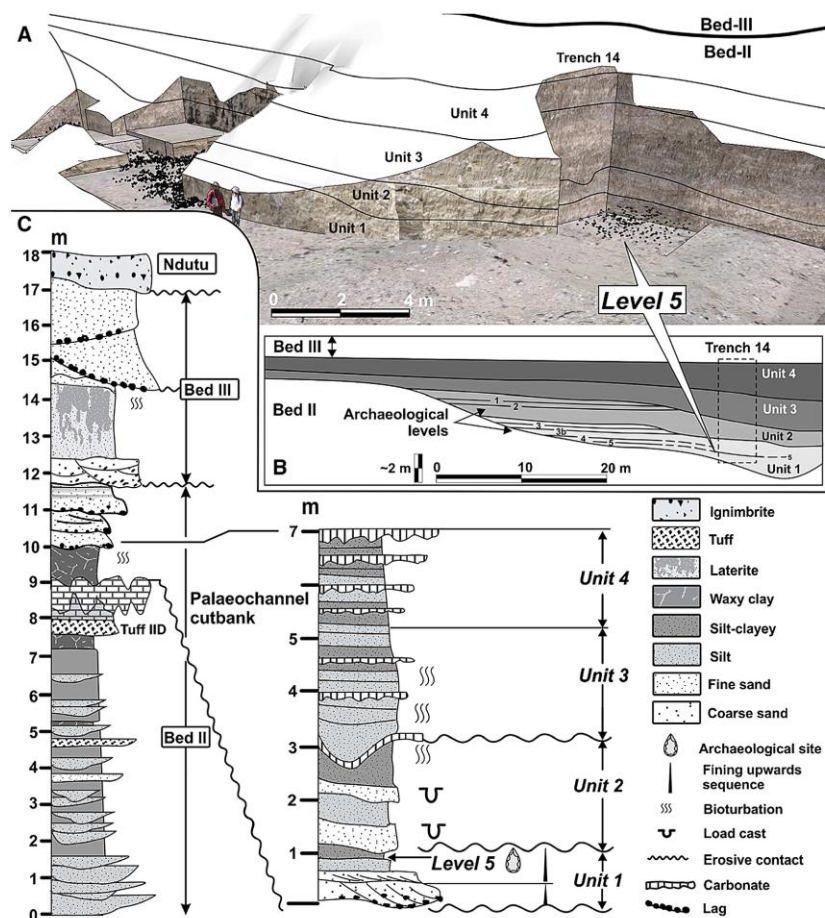 A
Bed-III
Bed-II
Trench 14
Unit 4
Unit 3
Unit 2
Unit 1
0 2 4 m
Level 5
Bed III
Trench 14
Unit 4
Bed II
1
2
Unit 3
Archaeological
levels
3
3b
4
5
5
Unit 2
B
~2 m
0 10 20 m
Unit 1
C
m
18
Ndutu
17
16
15
Bed III
14
13
12
11
10
9
8
Tuff IID
7
6
5
4
3
2
1
0
Bed II
Palaeochannel
cutbank
m
7
Unit 4
5
Unit 3
4
3
Unit 2
2
1
Level 5
Unit 1
0
Ignimbrite
Tuff
Laterite
Waxy clay
Silt-clayey
Silt
Fine sand
Coarse sand
Archaeological site
Fining upwards
sequence
Bioturbation
Load cast
Erosive contact
Carbonate
Lag